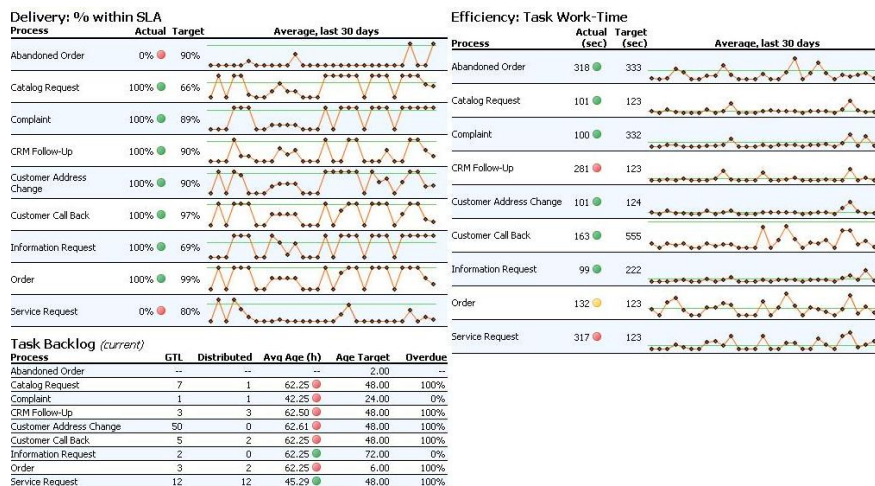 Delivery: % within SLA
Process Actual Target Average, last 30 days
Abandoned Order 0% 90%
Catalog Request 100% 66%
Complaint 100% 89%
CRM Follow-Up 100% 90%
Customer Address
Change 100% 90%
Customer Call Back 100% 97%
Information Request 100% 69%
Order 100% 99%
Service Request 0% 80%
Task Backlog (current)
Process GTL Distributed Avg Age (h) Age Target Overdue
Abandoned Order -- -- -- 2.00 --
Catalog Request 7 1 62.25 48.00 100%
Complaint 1 1 42.25 24.00 0%
CRM Follow-Up 3 3 62.50 48.00 100%
Customer Address Change 50 0 62.61 48.00 100%
Customer Call Back 5 2 62.25 48.00 100%
Information Request 2 0 62.25 72.00 0%
Order 3 2 62.25 6.00 100%
Service Request 12 12 45.29 48.00 100%
Efficiency: Task Work-Time
Process Actual (sec) Target (sec) Average, last 30 days
Abandoned Order 318 333
Catalog Request 101 123
Complaint 100 332
CRM Follow-Up 281 123
Customer Address Change 101 124
Customer Call Back 163 555
Information Request 99 222
Order 132 123
Service Request 317 123